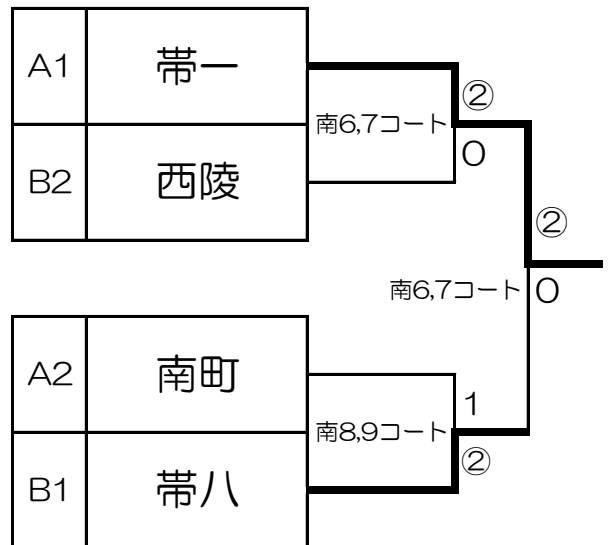 A1 帯一
②
南6,7コート
0
B2 西陵
②
南6,7コート 0
A2 南町
1
南8,9コート
②
B1 帯八